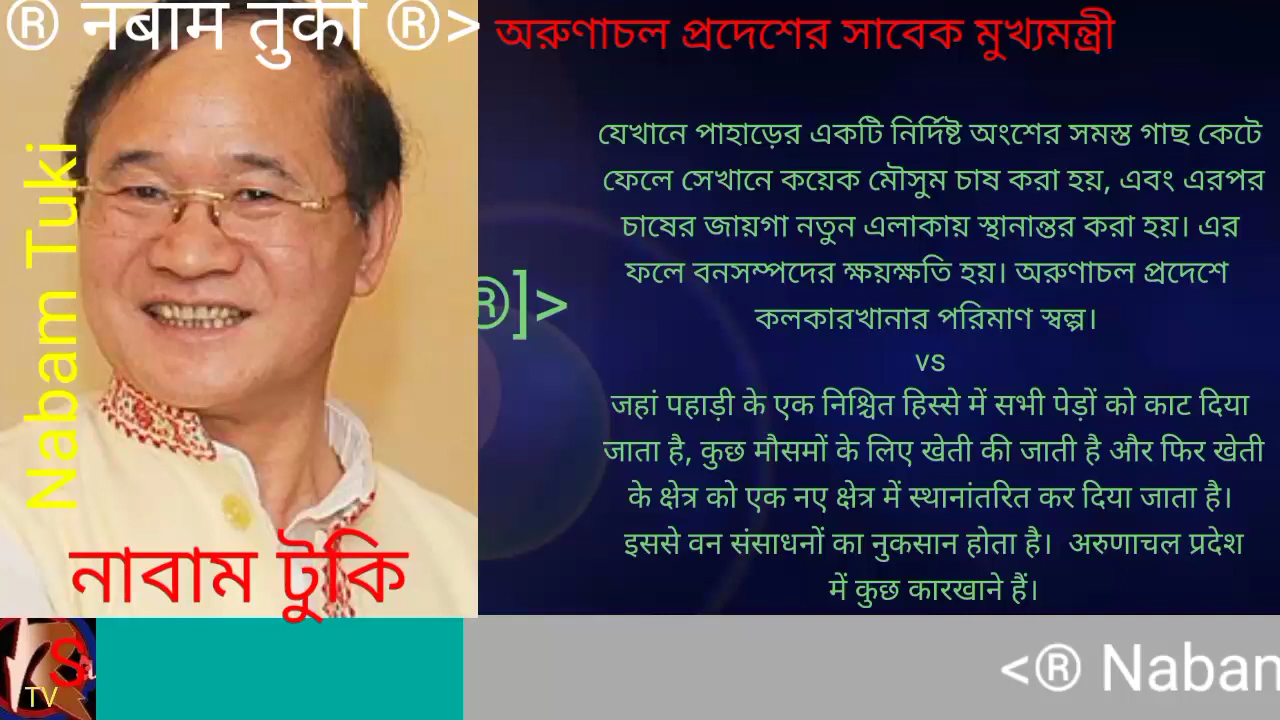 ® नबाम तुकी ®>
অরুণাচল প্রদেশের সাবেক মুখ্যমন্ত্রী
Nabam Tuki
যেখানে পাহাড়ের একটি নির্দিষ্ট অংশের সমস্ত গাছ কেটে
ফেলে সেখানে কয়েক মৌসুম চাষ করা হয়, এবং এরপর
চাষের জায়গা নতুন এলাকায় স্থানান্তর করা হয়। এর
ফলে বনসম্পদের ক্ষয়ক্ষতি হয়। অরুণাচল প্রদেশে
কলকারখানার পরিমাণ স্বল্প।
®]>
vs
जहां पहाड़ी के एक निश्चित हिस्से में सभी पेड़ों को काट दिया
जाता है, कुछ मौसमों के लिए खेती की जाती है और फिर खेती
के क्षेत्र को एक नए क्षेत्र में स्थानांतरित कर दिया जाता है।
इससे वन संसाधनों का नुकसान होता है। अरुणाचल प्रदेश
में कुछ कारखाने हैं।
নাবাম টুকি
TV
<® Naban